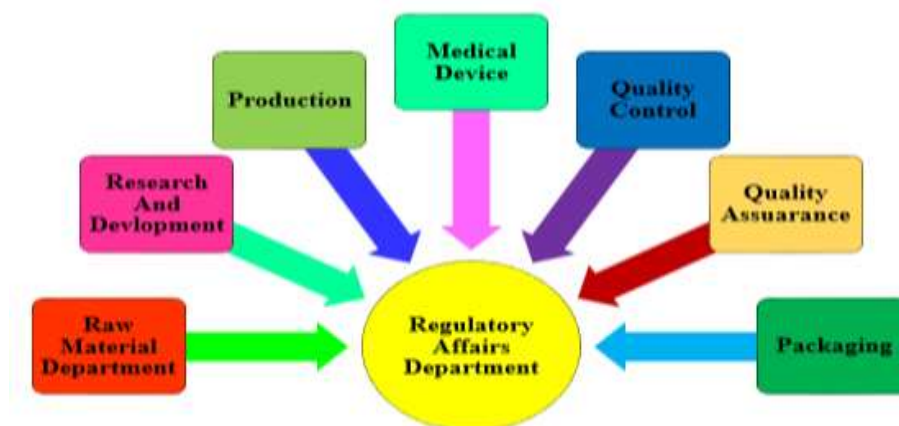 Medical
Device
Production
Quality
Control
Research
And
Devlopment
Quality
Assuarance
Raw
Material
Department
Regulatory
Affairs
Department
Packaging